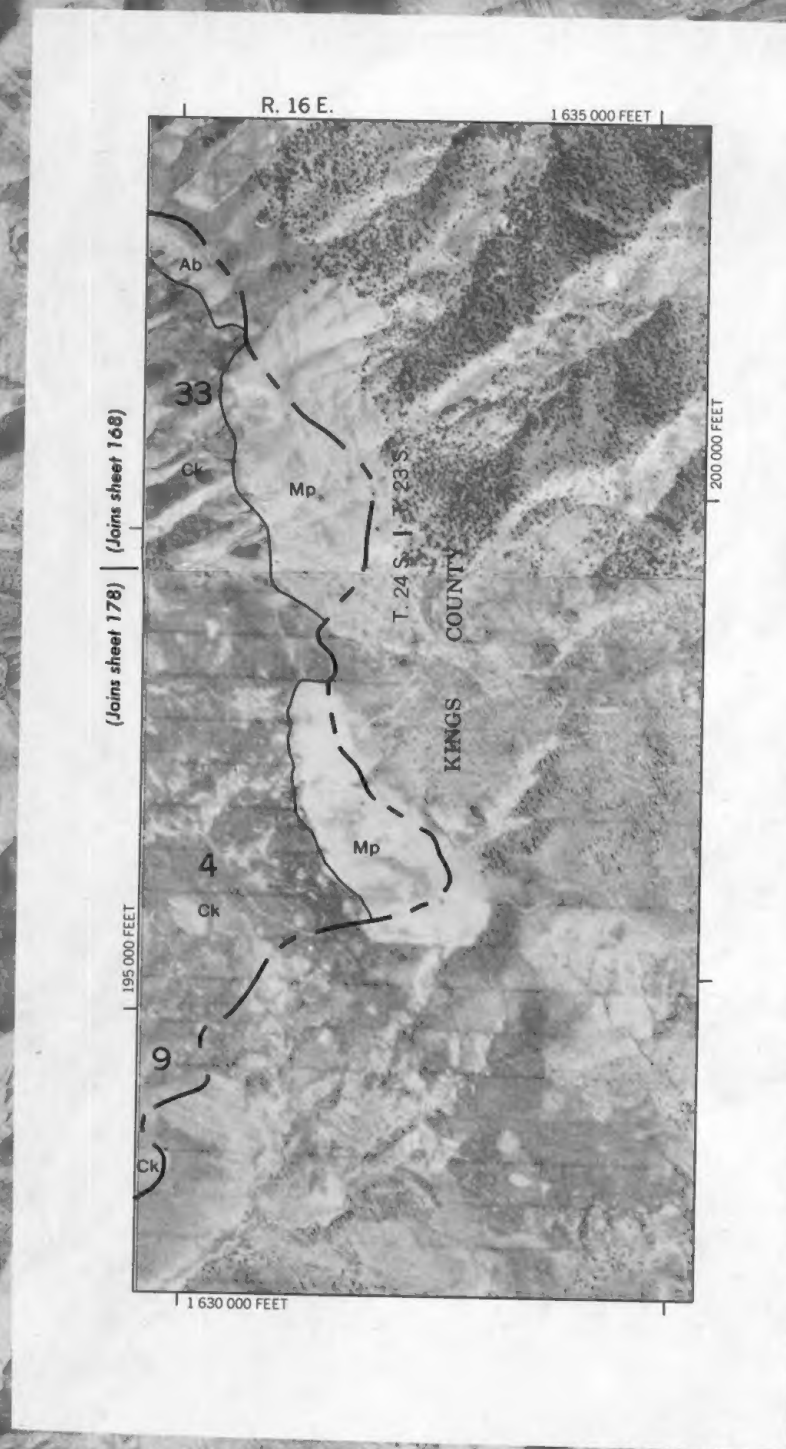 R. 16 E.
1 635 000 FEET
Ab
33
(Joins sheet 168)
Ck
Mp
T. 24 S. | T. 23 S.
200 000 FEET
(Joins sheet 178)
KINGS COUNTY
Mp
4
Ck
195 000 FEET
9
Ck
1 630 000 FEET